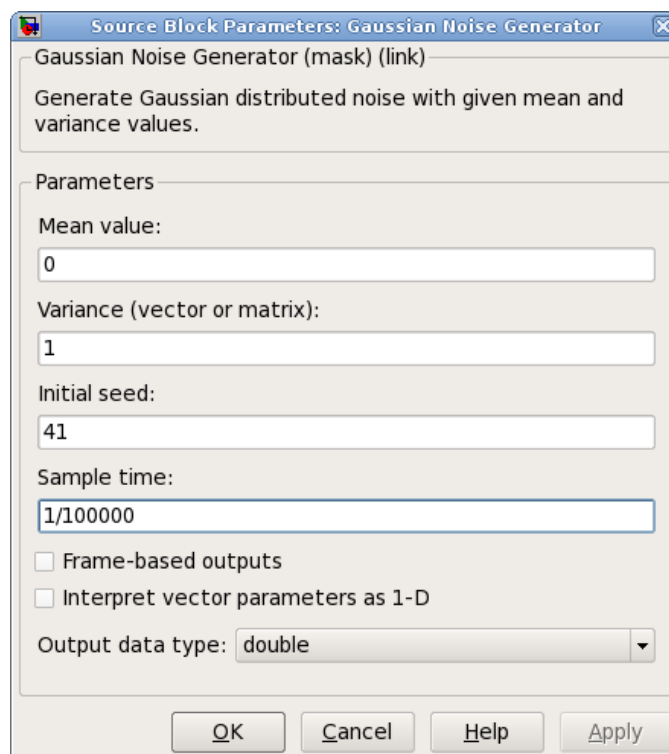 Source Block Parameters: Gaussian Noise Generator
Gaussian Noise Generator (mask) (link)
Generate Gaussian distributed noise with given mean and
variance values.
Parameters
Mean value:
0
Variance (vector or matrix):
1
Initial seed:
41
Sample time:
1/100000
Frame-based outputs
Interpret vector parameters as 1-D
Output data type: double
OK Cancel Help Apply